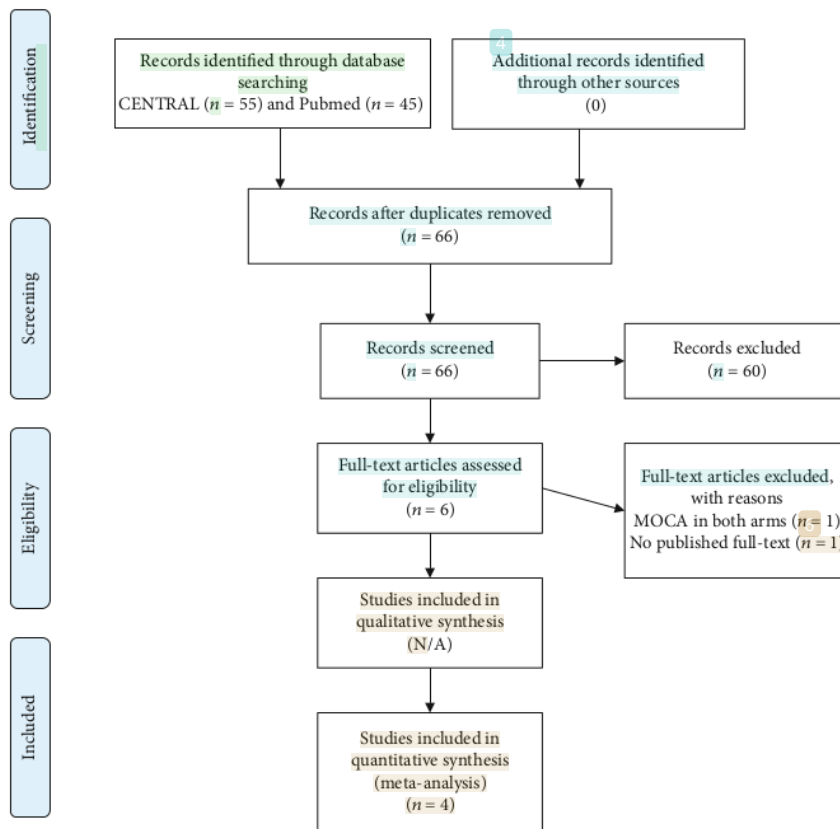 Identification
Records identified through database
searching
CENTRAL (n = 55) and Pubmed (n = 45)
4
Additional records identified
through other sources
(0)
Records after duplicates removed
(n = 66)
Screening
Records screened
(n = 66)
Records excluded
(n = 60)
Eligibility
Full-text articles assessed
for eligibility
(n = 6)
Full-text articles excluded,
with reasons
MOCA in both arms (n = 1)
No published full-text (n = 1)
Studies included in
qualitative synthesis
(N/A)
Included
Studies included in
quantitative synthesis
(meta-analysis)
(n = 4)